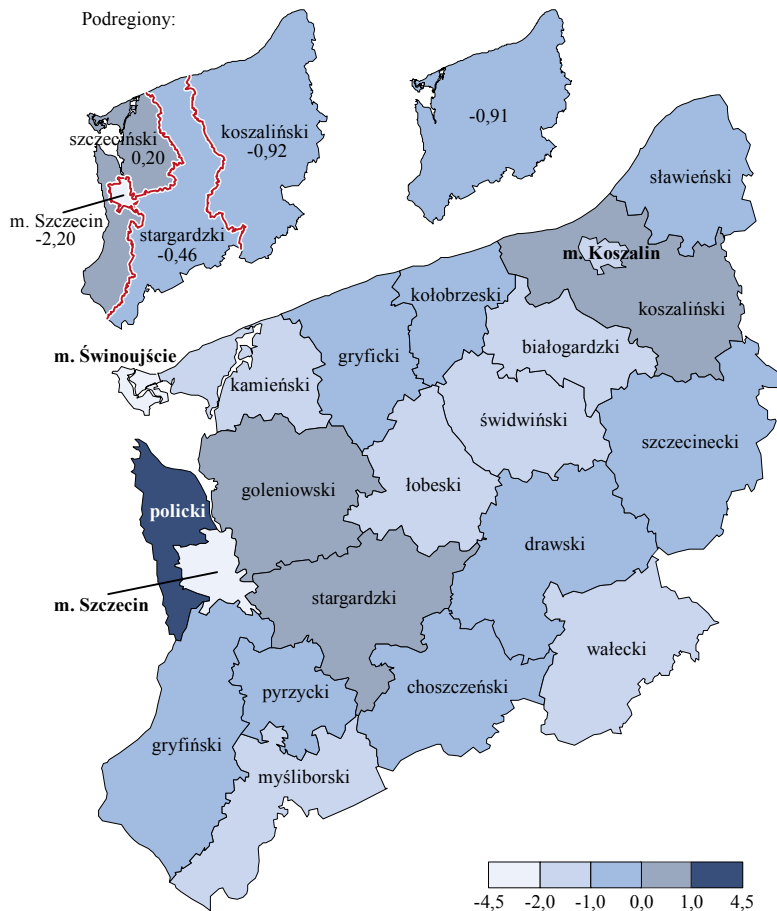 Podregiony:
szczeciński
0,20
koszaliński
-0,92
m. Szczecin
-2,20
stargardzki
-0,46
-0,91
sławieński
m. Koszalin
koszaliński
kołobrzeski
białogardzki
gryficki
m. Świnoujście
kamieński
świdwiński
szczecinecki
goleniowski
łobeski
policki
drawski
m. Szczecin
stargardzki
wałecki
pyrzycki
choszczeński
gryfiński
myśliborski
-4,5 -2,0 -1,0 0,0 1,0 4,5